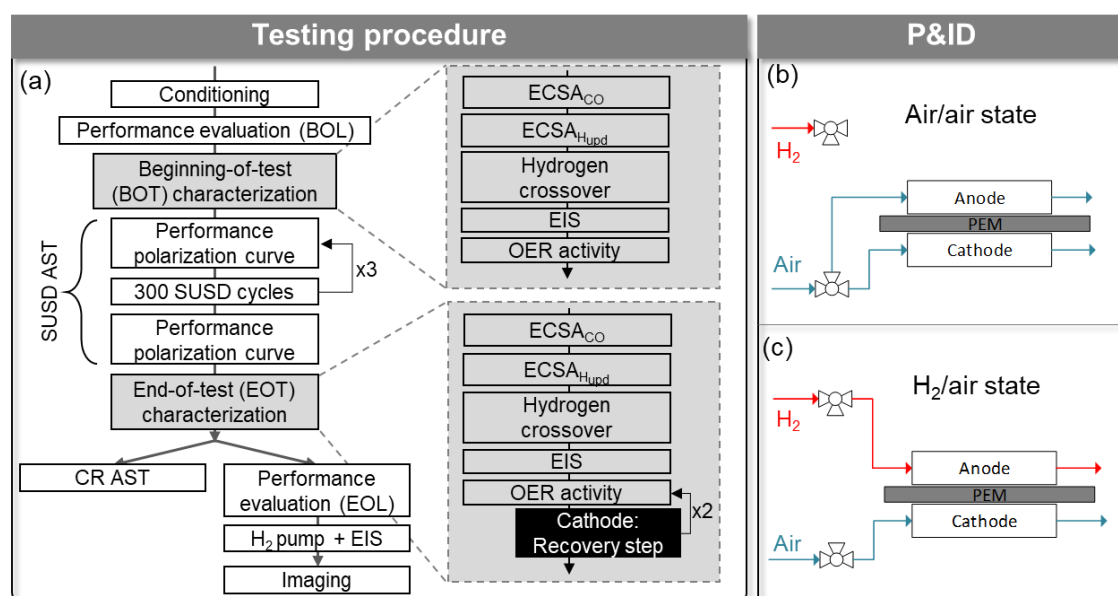 Testing procedure
P&ID
(a)
Conditioning
Performance evaluation (BOL)
Beginning-of-test
(BOT) characterization
SUSD AST
Performance
polarization curve
x3
300 SUSD cycles
Performance
polarization curve
End-of-test (EOT)
characterization
CR AST
Performance
evaluation (EOL)
H₂ pump + EIS
Imaging
ECSA_CO
ECSA_Hupd
Hydrogen
crossover
EIS
OER activity
ECSA_CO
ECSA_Hupd
Hydrogen
crossover
EIS
OER activity
x2
Cathode:
Recovery step
(b)
Air/air state
H₂
Anode
PEM
Cathode
Air
(c)
H₂/air state
H₂
Anode
PEM
Cathode
Air